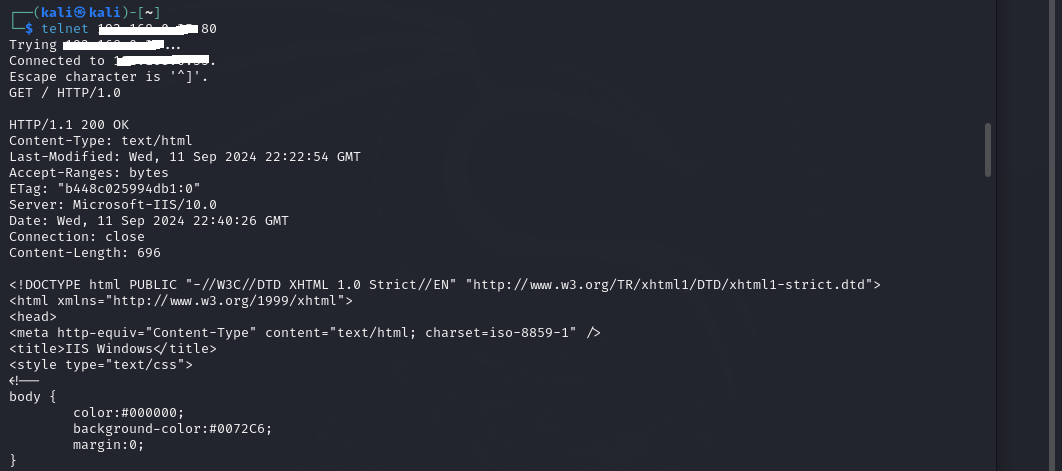 ┌──(kali㉿kali)-[~]
└─$ telnet 80
Trying ...
Connected to .
Escape character is '^]'.
GET / HTTP/1.0
HTTP/1.1 200 OK
Content-Type: text/html
Last-Modified: Wed, 11 Sep 2024 22:22:54 GMT
Accept-Ranges: bytes
ETag: "b448c025994db1:0"
Server: Microsoft-IIS/10.0
Date: Wed, 11 Sep 2024 22:40:26 GMT
Connection: close
Content-Length: 696
<!DOCTYPE html PUBLIC "-//W3C//DTD XHTML 1.0 Strict//EN" "http://www.w3.org/TR/xhtml1/DTD/xhtml1-strict.dtd">
<html xmlns="http://www.w3.org/1999/xhtml">
<head>
<meta http-equiv="Content-Type" content="text/html; charset=iso-8859-1" />
<title>IIS Windows</title>
<style type="text/css">
<!--
body {
color:#000000;
background-color:#0072C6;
margin:0;
}